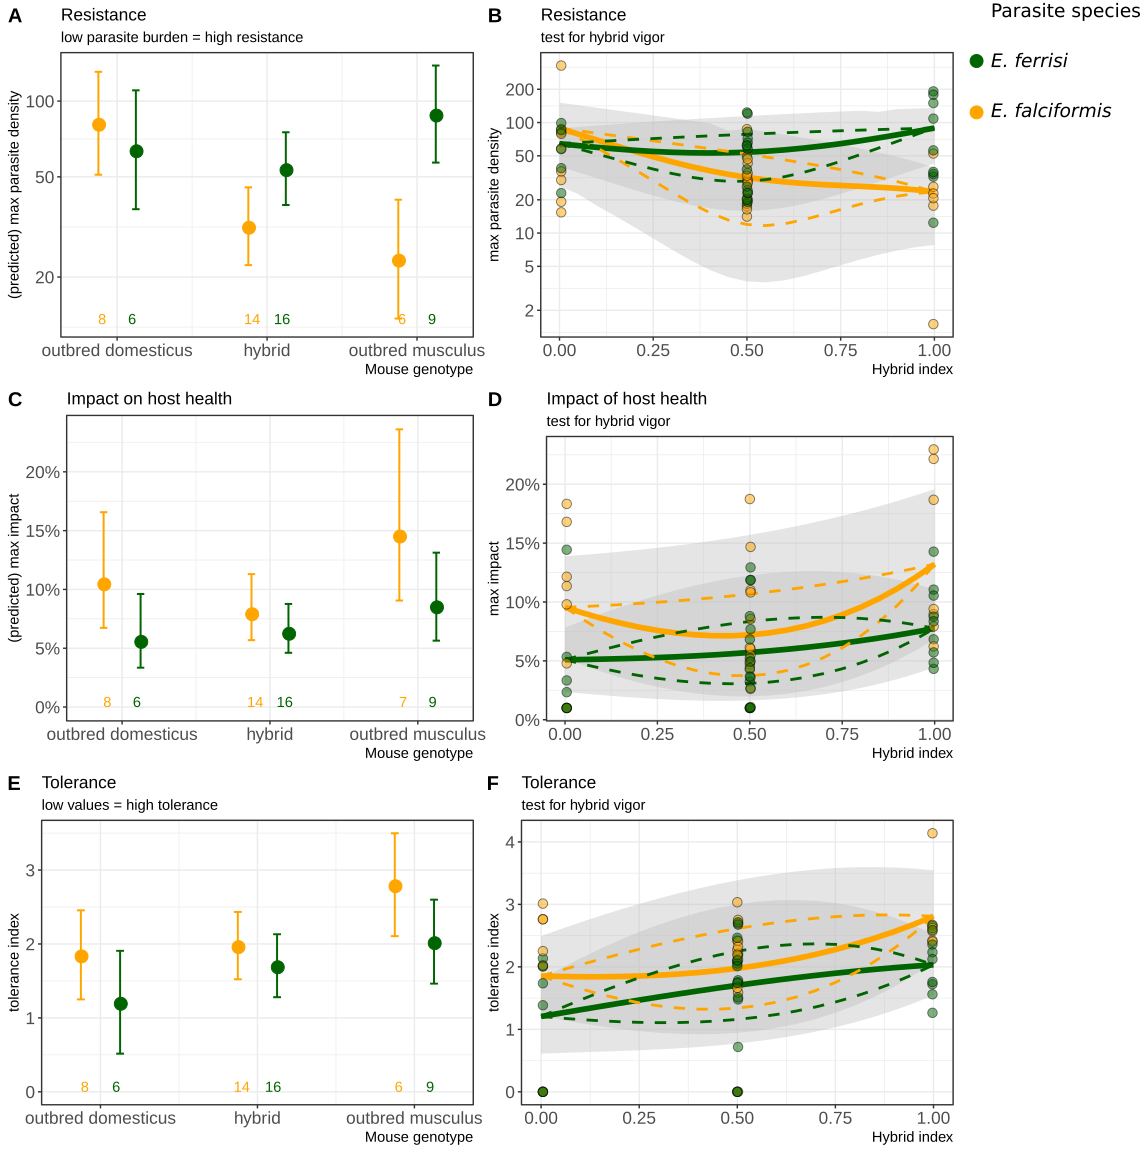 A Resistance
low parasite burden = high resistance
(predicted) max parasite density
100
50
20
8 6 14 16 6 9
outbred domesticus hybrid outbred musculus
Mouse genotype
B Resistance
test for hybrid vigor
max parasite density
200
100
50
20
10
5
2
0.00 0.25 0.50 0.75 1.00
Hybrid index
Parasite species
E. ferrisi
E. falciformis
C Impact on host health
(predicted) max impact
20%
15%
10%
5%
0%
8 6 14 16 7 9
outbred domesticus hybrid outbred musculus
Mouse genotype
D Impact of host health
test for hybrid vigor
max impact
20%
15%
10%
5%
0%
0.00 0.25 0.50 0.75 1.00
Hybrid index
E Tolerance
low values = high tolerance
tolerance index
3
2
1
0
8 6 14 16 6 9
outbred domesticus hybrid outbred musculus
Mouse genotype
F Tolerance
test for hybrid vigor
tolerance index
4
3
2
1
0
0.00 0.25 0.50 0.75 1.00
Hybrid index